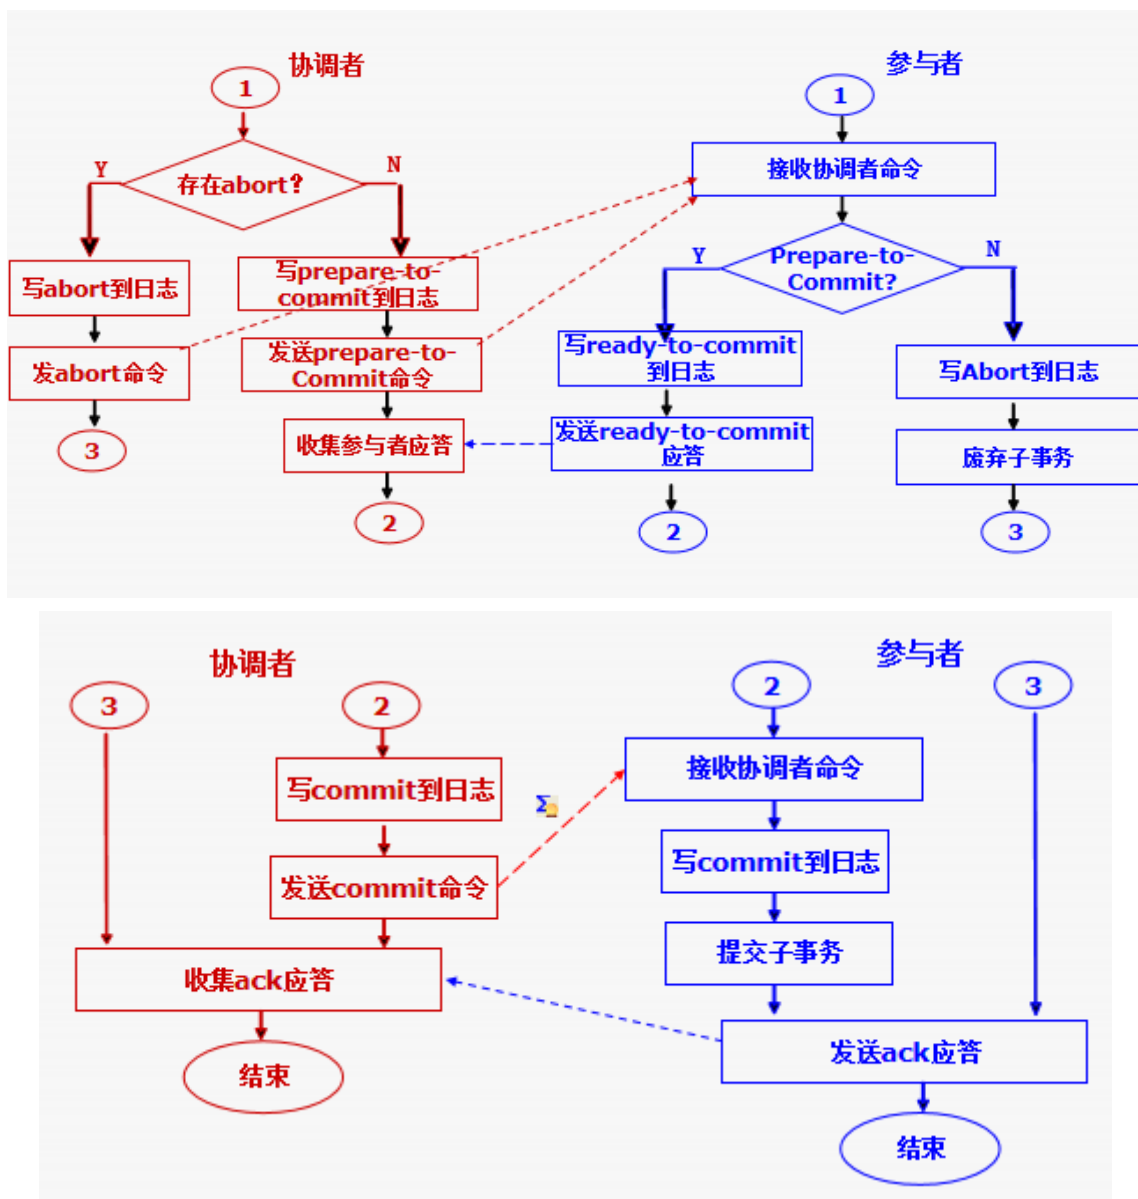 协调者
参与者
1
1
存在abort?
Y
N
接收协调者命令
Prepare-to-
Commit?
Y
N
写abort到日志
写prepare-to-
commit到日志
写ready-to-commit
到日志
写Abort到日志
发abort命令
发送prepare-to-
Commit命令
收集参与者应答
发送ready-to-commit
应答
废弃子事务
3
2
2
3
协调者
参与者
3
2
2
3
写commit到日志
接收协调者命令
Σ
发送commit命令
写commit到日志
提交子事务
收集ack应答
发送ack应答
结束
结束